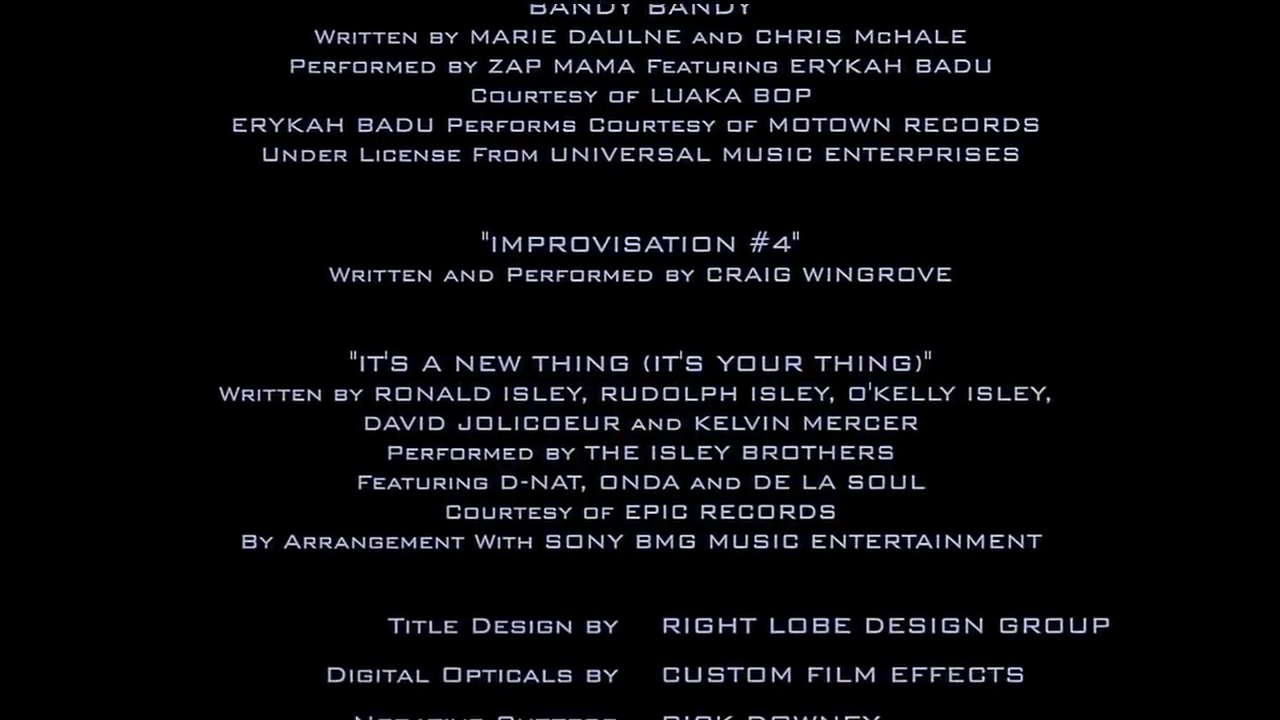 BANDY BANDY
WRITTEN BY MARIE DAULNE AND CHRIS McHALE
PERFORMED BY ZAP MAMA FEATURING ERYKAH BADU
COURTESY OF LUAKA BOP
ERYKAH BADU PERFORMS COURTESY OF MOTOWN RECORDS
UNDER LICENSE FROM UNIVERSAL MUSIC ENTERPRISES
"IMPROVISATION #4"
WRITTEN AND PERFORMED BY CRAIG WINGROVE
"IT'S A NEW THING (IT'S YOUR THING)"
WRITTEN BY RONALD ISLEY, RUDOLPH ISLEY, O'KELLY ISLEY,
DAVID JOLICOEUR AND KELVIN MERCER
PERFORMED BY THE ISLEY BROTHERS
FEATURING D-NAT, ONDA AND DE LA SOUL
COURTESY OF EPIC RECORDS
BY ARRANGEMENT WITH SONY BMG MUSIC ENTERTAINMENT
TITLE DESIGN BY RIGHT LOBE DESIGN GROUP
DIGITAL OPTICALS BY CUSTOM FILM EFFECTS